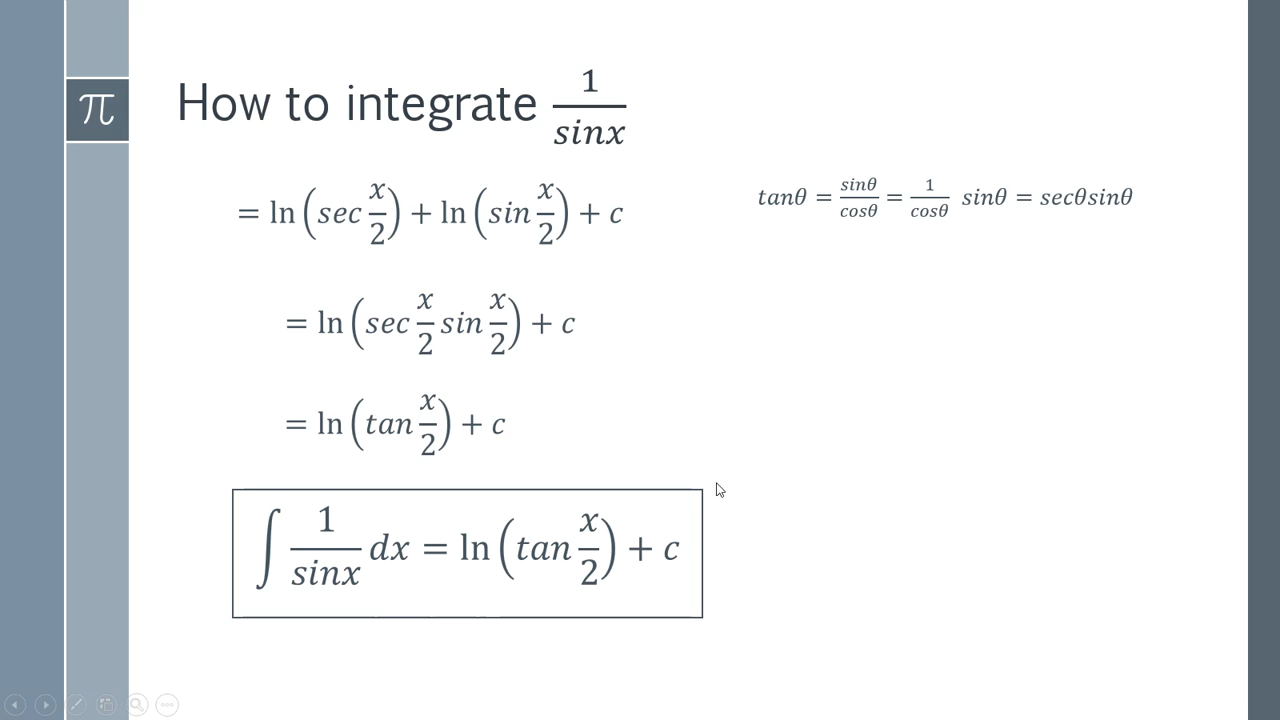 π
How to integrate 1/sinx
= ln(sec x/2) + ln(sin x/2) + c
tanθ = sinθ/cosθ = 1/cosθ sinθ = secθsinθ
= ln(sec x/2 sin x/2) + c
= ln(tan x/2) + c
∫ 1/sinx dx = ln(tan x/2) + c